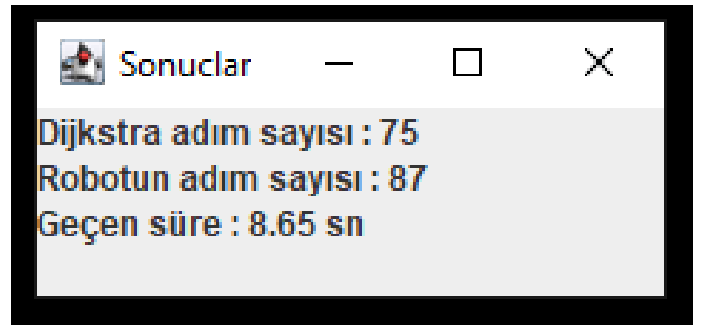 Sonuclar
Dijkstra adım sayısı : 75
Robotun adım sayısı : 87
Geçen süre : 8.65 sn